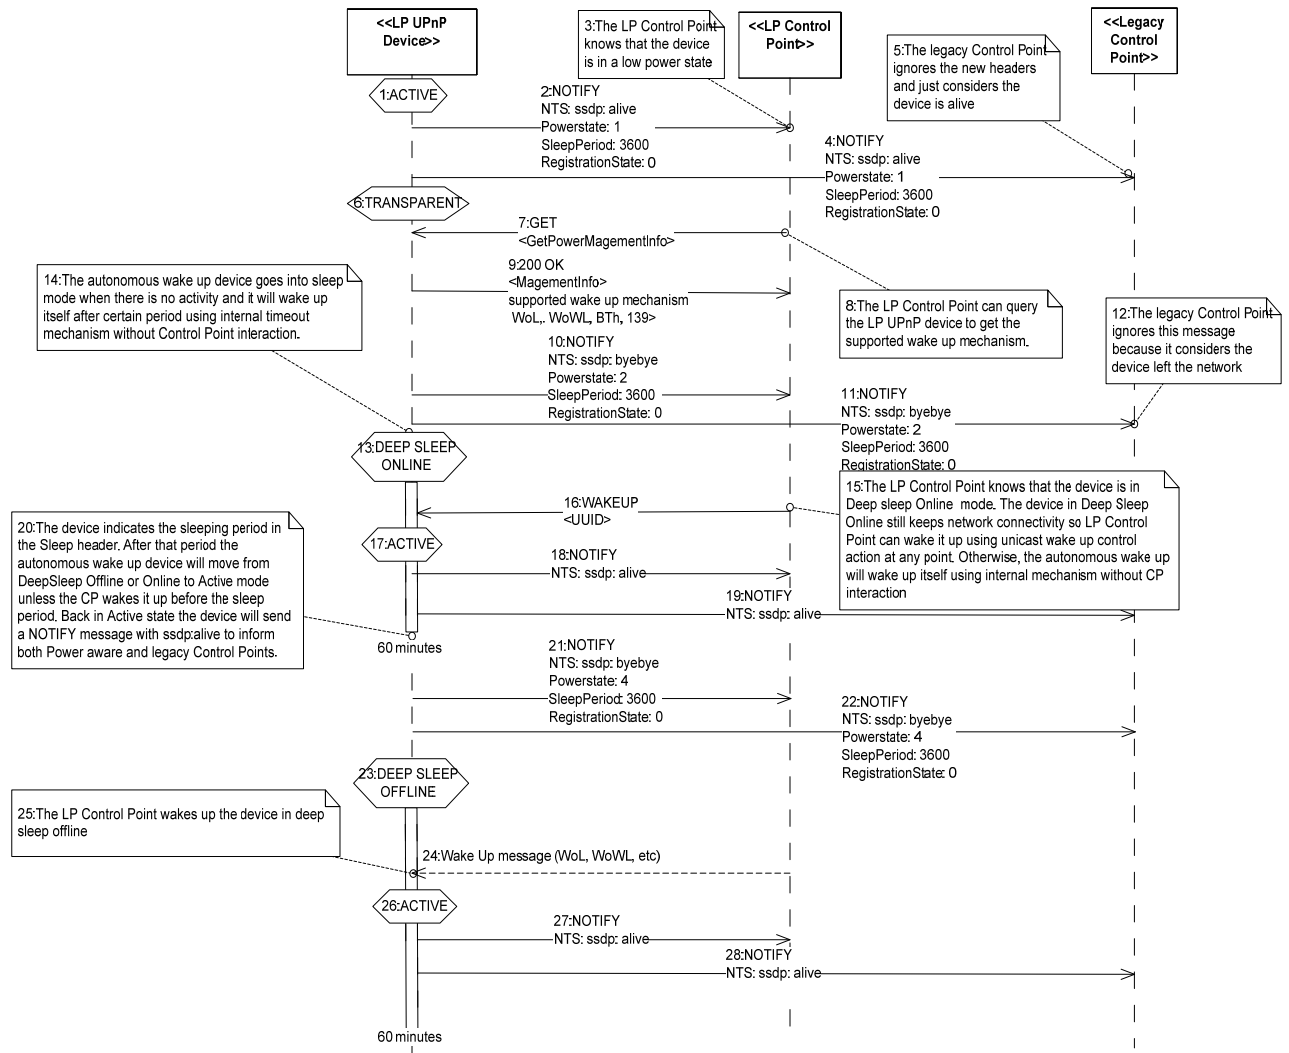 <<LP UPnP
Device>>
<<LP Control
Point>>
<<Legacy
Control
Point>>
3:The LP Control Point
knows that the device
is in a low power state
5:The legacy Control Point
ignores the new headers
and just considers the
device is alive
1:ACTIVE
2:NOTIFY
NTS: ssdp: alive
Powerstate: 1
SleepPeriod: 3600
RegistrationState: 0
4:NOTIFY
NTS: ssdp: alive
Powerstate: 1
SleepPeriod: 3600
RegistrationState: 0
6:TRANSPARENT
7:GET
<GetPowerMagementInfo>
9:200 OK
<MagementInfo>
supported wake up mechanism
WoL,. WoWL, BTh, 139>
8:The LP Control Point can query
the LP UPnP device to get the
supported wake up mechanism.
14:The autonomous wake up device goes into sleep
mode when there is no activity and it will wake up
itself after certain period using internal timeout
mechanism without Control Point interaction.
12:The legacy Control Point
ignores this message
because it considers the
device left the network
10:NOTIFY
NTS: ssdp: byebye
Powerstate: 2
SleepPeriod: 3600
RegistrationState: 0
11:NOTIFY
NTS: ssdp: byebye
Powerstate: 2
SleepPeriod: 3600
RegistrationState: 0
13:DEEP SLEEP
ONLINE
15:The LP Control Point knows that the device is in
Deep sleep Online mode. The device in Deep Sleep
Online still keeps network connectivity so LP Control
Point can wake it up using unicast wake up control
action at any point. Otherwise, the autonomous wake up
will wake up itself using internal mechanism without CP
interaction
16:WAKEUP
<UUID>
17:ACTIVE
18:NOTIFY
NTS: ssdp: alive
19:NOTIFY
NTS: ssdp: alive
20:The device indicates the sleeping period in
the Sleep header. After that period the
autonomous wake up device will move from
DeepSleep Offline or Online to Active mode
unless the CP wakes it up before the sleep
period. Back in Active state the device will send
a NOTIFY message with ssdp:alive to inform
both Power aware and legacy Control Points.
60 minutes
21:NOTIFY
NTS: ssdp: byebye
Powerstate: 4
SleepPeriod: 3600
RegistrationState: 0
22:NOTIFY
NTS: ssdp: byebye
Powerstate: 4
SleepPeriod: 3600
RegistrationState: 0
23:DEEP SLEEP
OFFLINE
25:The LP Control Point wakes up the device in deep
sleep offline
24:Wake Up message (WoL, WoWL, etc)
26:ACTIVE
27:NOTIFY
NTS: ssdp: alive
28:NOTIFY
NTS: ssdp: alive
60 minutes